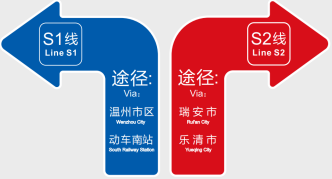 S1线
Line S1
途径:
Via:
温州市区
Wenzhou City
动车南站
South Railway Station
S2线
Line S2
途径:
Via:
瑞安市
Rui'an City
乐清市
Yueqing City